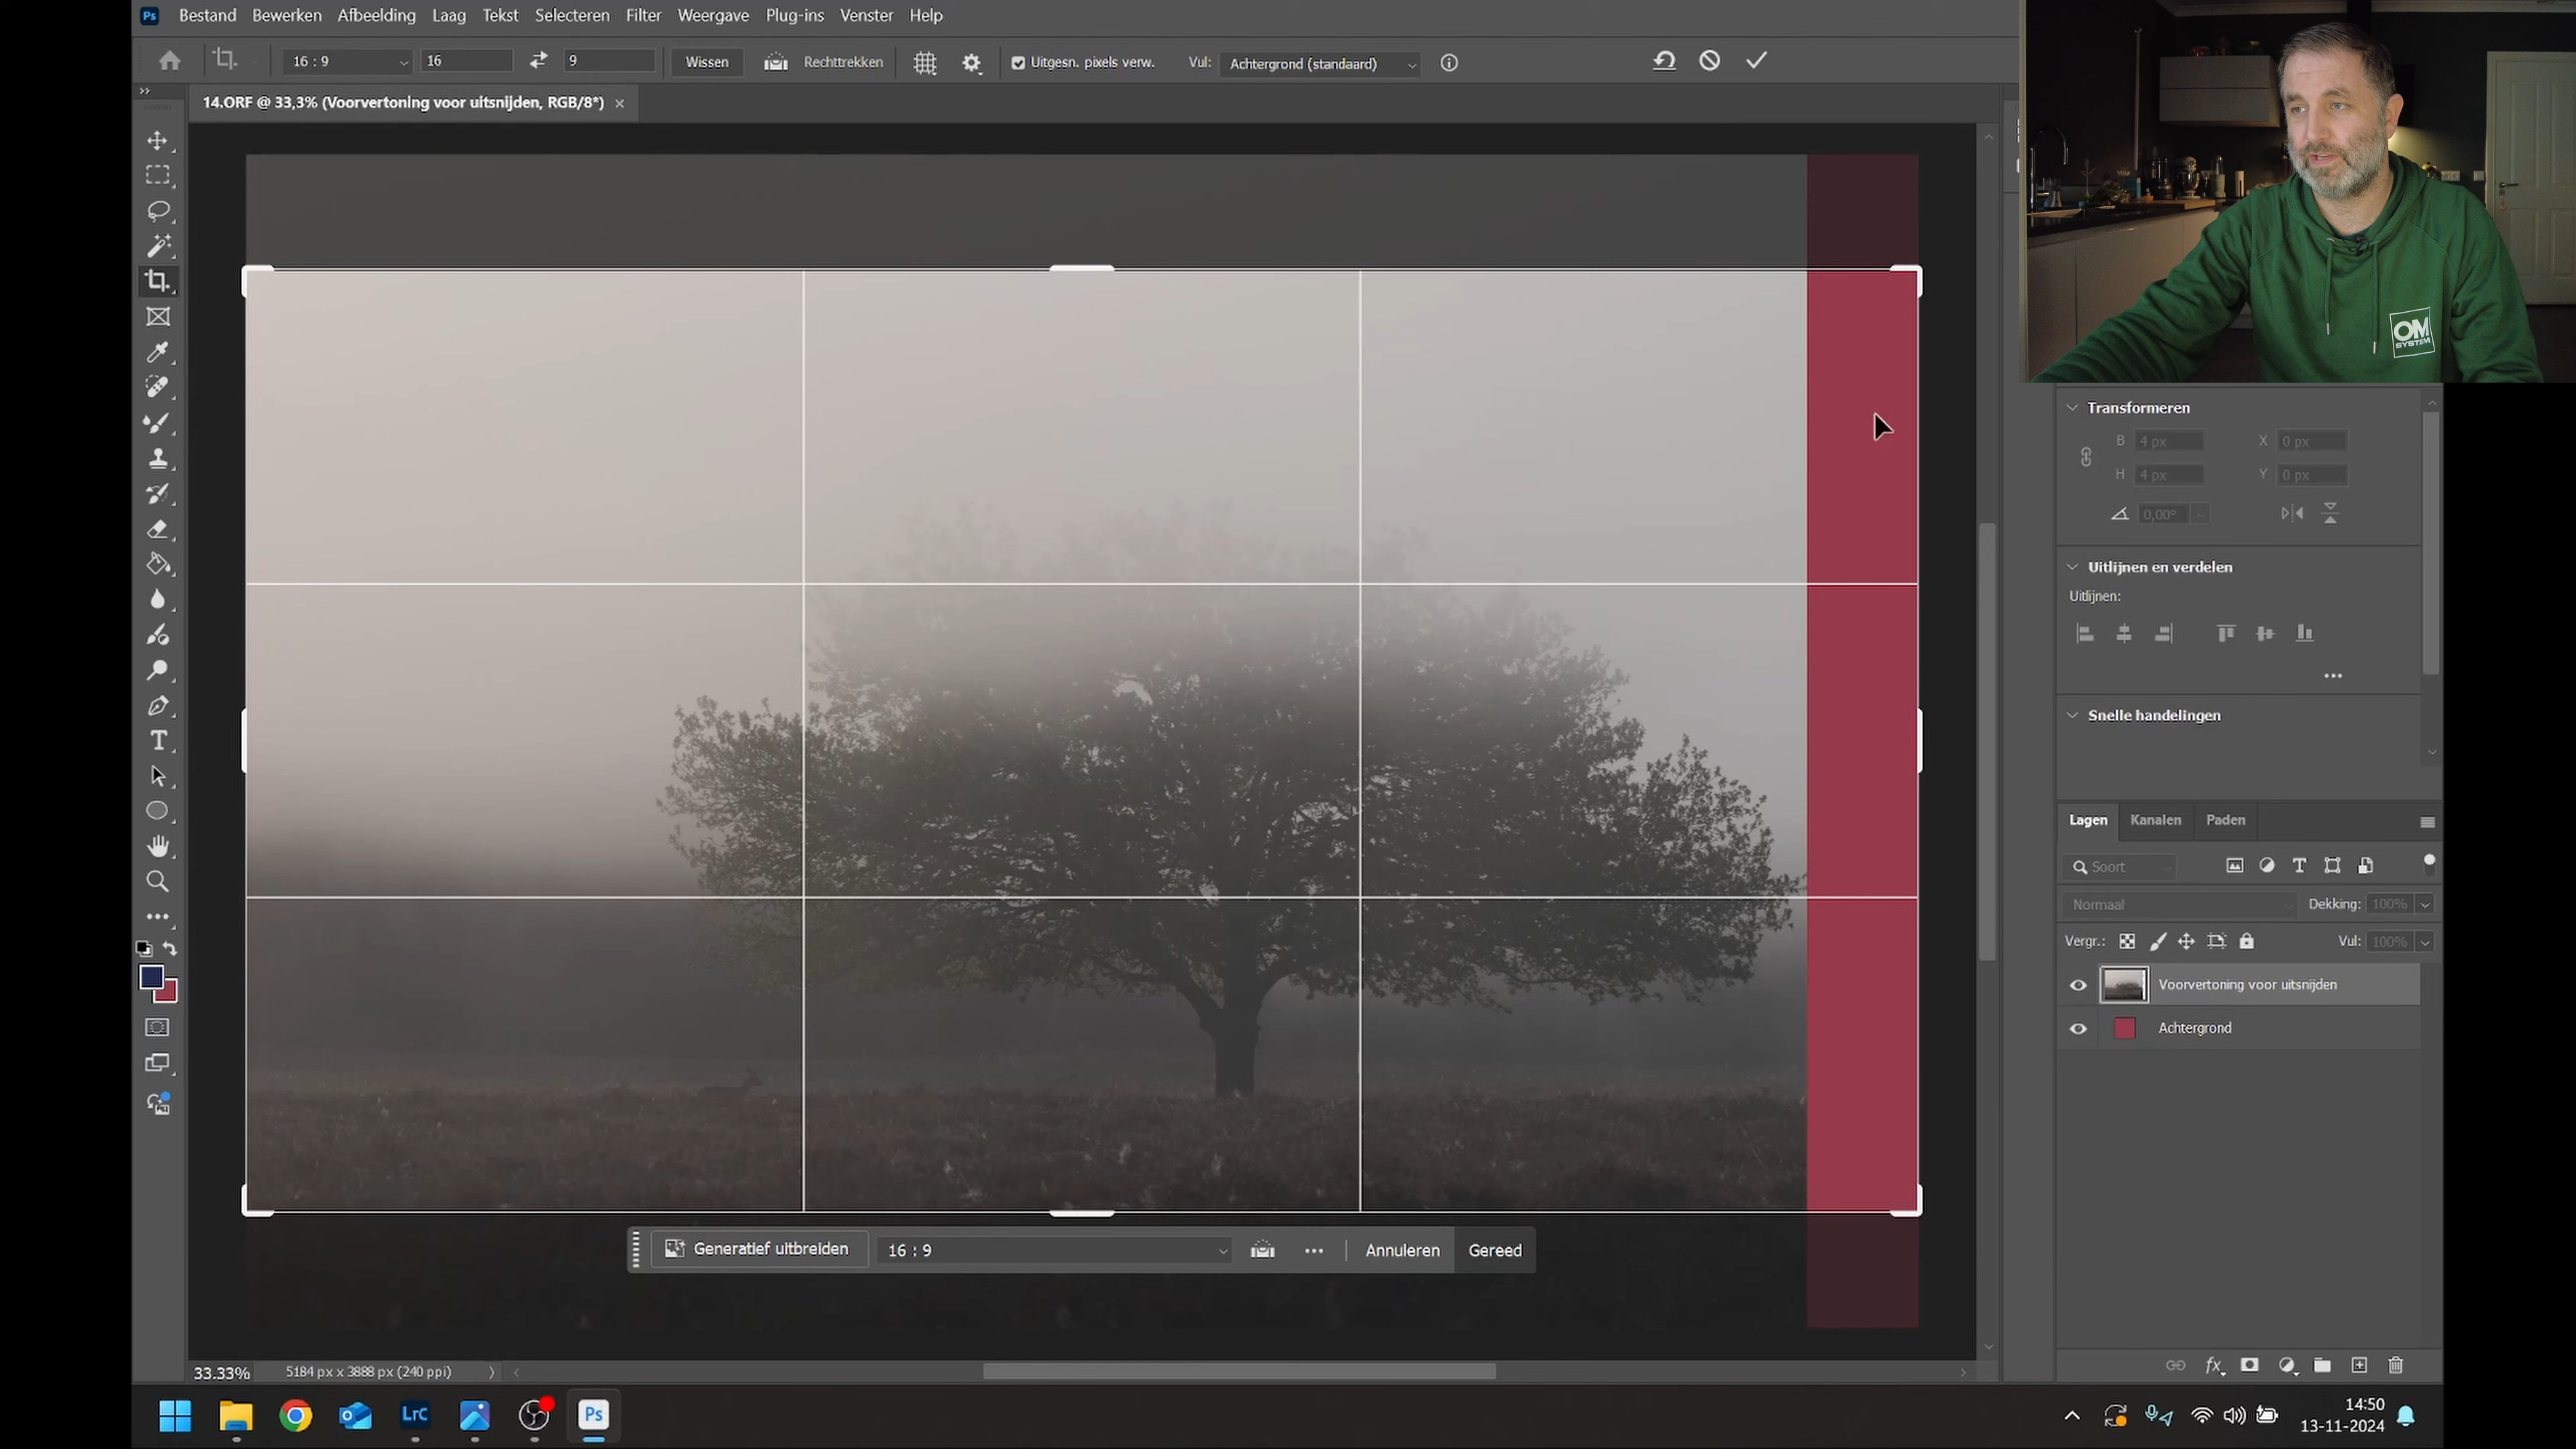 Ps Bestand Bewerken Afbeelding Laag Tekst Selecteren Filter Weergave Plug-ins Venster Help
16 : 9 16 9 Wissen Rechttrekken Uitgesn. pixels verw. Vul: Achtergrond (standaard)
14.ORF @ 33,3% (Voorvertoning voor uitsnijden, RGB/8*)
OM
SYSTEM
Transformeren
B 4 px X 0 px
H 4 px Y 0 px
0,00°
Uitlijnen en verdelen
Uitlijnen:
Snelle handelingen
Lagen Kanalen Paden
Soort
Normaal Dekking: 100%
Vergr.: Vul: 100%
Voorvertoning voor uitsnijden
Achtergrond
Generatief uitbreiden 16 : 9 Annuleren Gereed
33.33% 5184 px x 3888 px (240 ppi)
fx
LrC Ps
14:50
13-11-2024